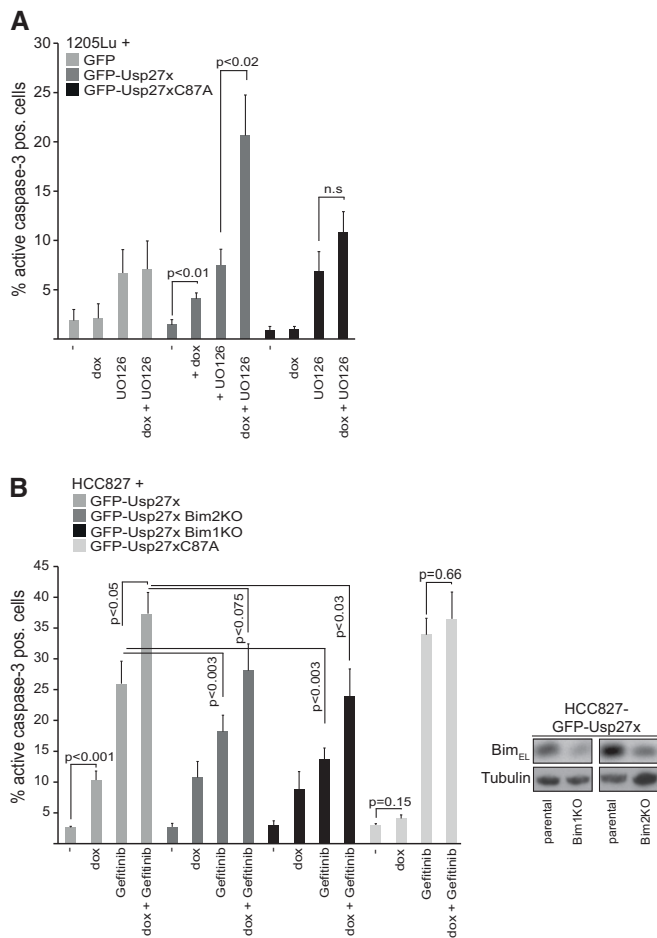 A
1205Lu +
GFP
GFP-Usp27x
GFP-Usp27xC87A
% active caspase-3 pos. cells
30
25
20
15
10
5
p<0.01
p<0.02
n.s
-
dox
UO126
dox + UO126
-
+ dox
+ UO126
dox + UO126
-
dox
UO126
dox + UO126
B
HCC827 +
GFP-Usp27x
GFP-Usp27x Bim2KO
GFP-Usp27x Bim1KO
GFP-Usp27xC87A
% active caspase-3 pos. cells
45
40
35
30
25
20
15
10
5
p<0.001
p<0.05
p<0.003
p<0.075
p<0.003
p<0.03
p=0.15
p=0.66
-
dox
Gefitinib
dox + Gefitinib
-
dox
Gefitinib
dox + Gefitinib
-
dox
Gefitinib
dox + Gefitinib
-
dox
Gefitinib
dox + Gefitinib
HCC827-
GFP-Usp27x
BimEL
Tubulin
parental
Bim1KO
parental
Bim2KO